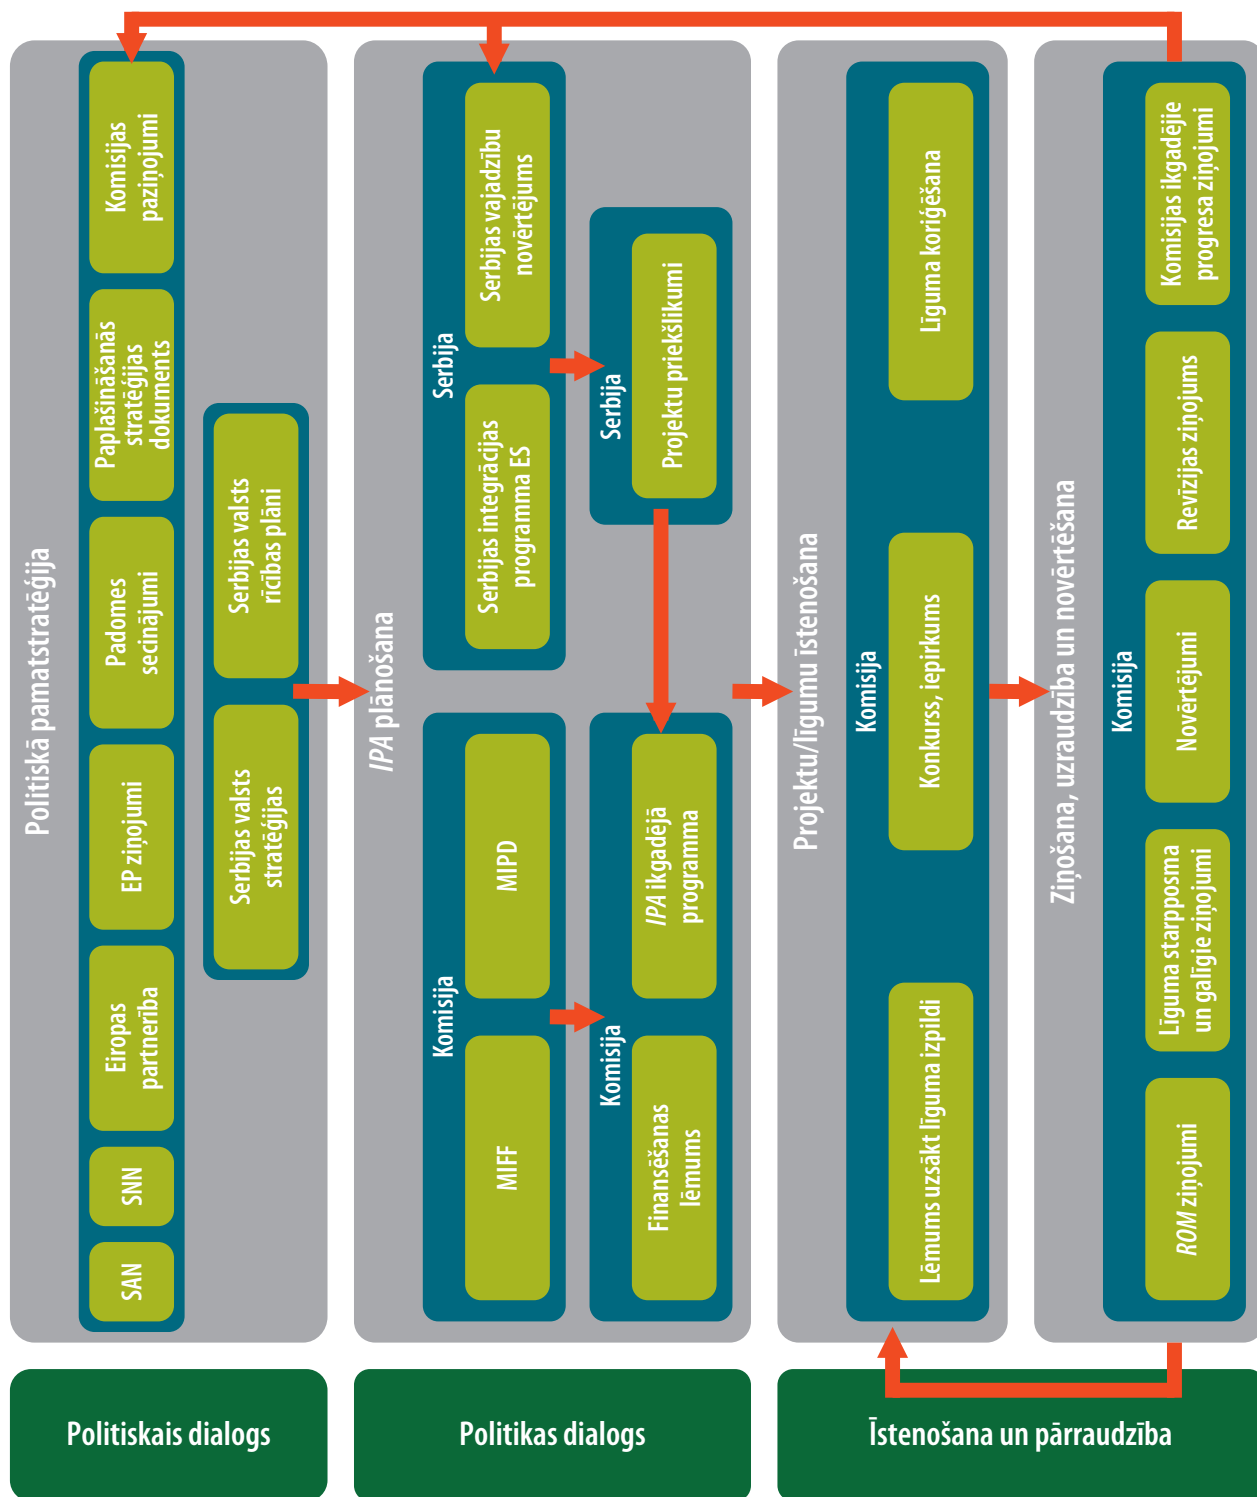 Politiskā pamatstratēģija
SAN
SNN
Eiropas
partnerība
EP ziņojumi
Padomes
secinājumi
Paplašināšanās
stratēģijas
dokuments
Komisijas
paziņojumi
Serbijas valsts
stratēģijas
Serbijas valsts
rīcības plāni
IPA plānošana
Komisija
MIFF
MIPD
Serbija
Serbijas integrācijas
programma ES
Serbijas vajadzību
novērtējums
Komisija
Finansēšanas
lēmums
IPA ikgadējā
programma
Serbija
Projektu priekšlikumi
Projektu/līgumu īstenošana
Komisija
Lēmums uzsākt līguma izpildi
Konkurss, iepirkums
Līguma koriģēšana
Ziņošana, uzraudzība un novērtēšana
Komisija
ROM ziņojumi
Līguma starpposma
un galīgie ziņojumi
Novērtējumi
Revīzijas ziņojums
Komisijas ikgadējie
progresa ziņojumi
Politiskais dialogs
Politikas dialogs
Īstenošana un pārraudzība